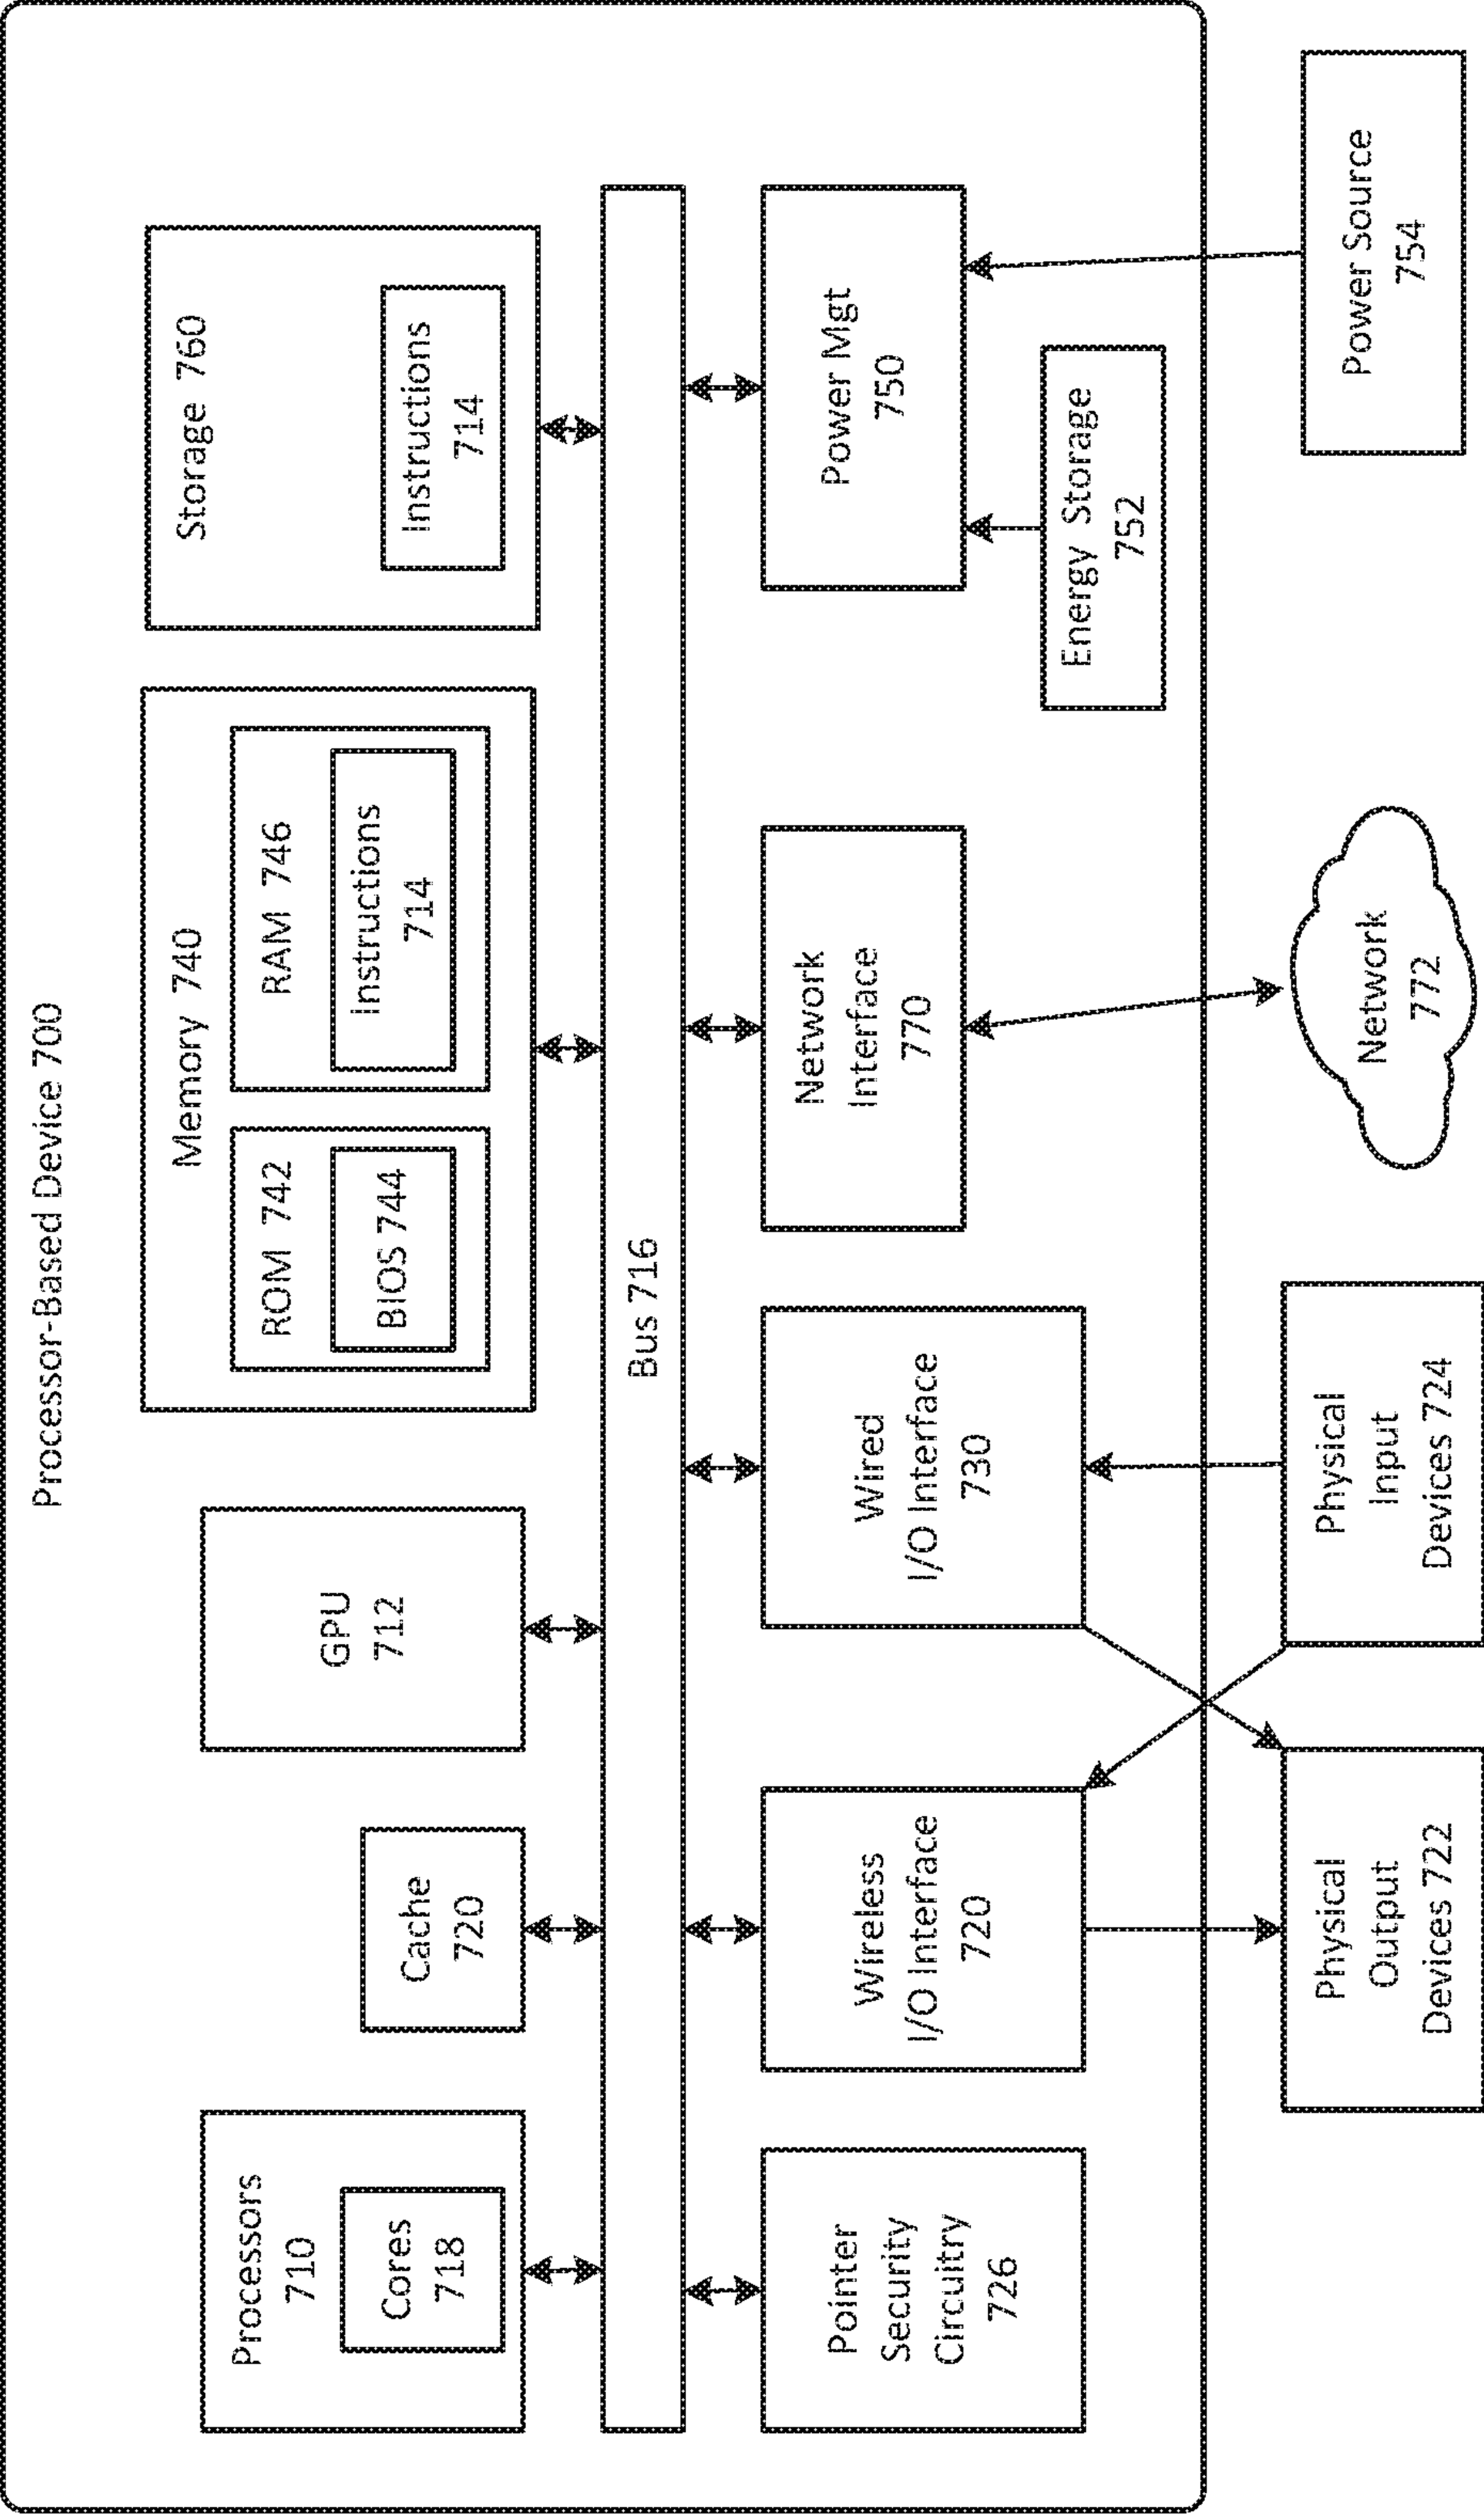 Processor-Based Device 700
Processors
710
Cores
718
Cache
720
GPU
712
Memory 740
ROM 742
BIOS 744
RAM 746
Instructions
714
Storage 760
Instructions
714
Bus 716
Pointer
Security
Circuitry
726
Wireless
I/O Interface
720
Wired
I/O Interface
730
Network
Interface
770
Power Mgt
750
Energy Storage
752
Physical
Output
Devices 722
Physical
Input
Devices 724
Network
772
Power Source
754